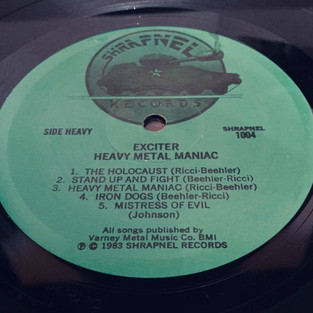 SHRAPNEL
RECORDS
SIDE HEAVY
SHRAPNEL
1004
EXCITER
HEAVY METAL MANIAC
1. THE HOLOCAUST (Ricci-Beehler)
2. STAND UP AND FIGHT (Beehler-Ricci)
3. HEAVY METAL MANIAC (Ricci-Beehler)
4. IRON DOGS (Beehler-Ricci)
5. MISTRESS OF EVIL
(Johnson)
All songs published by
Varney Metal Music Co. BMI
℗ © 1983 SHRAPNEL RECORDS